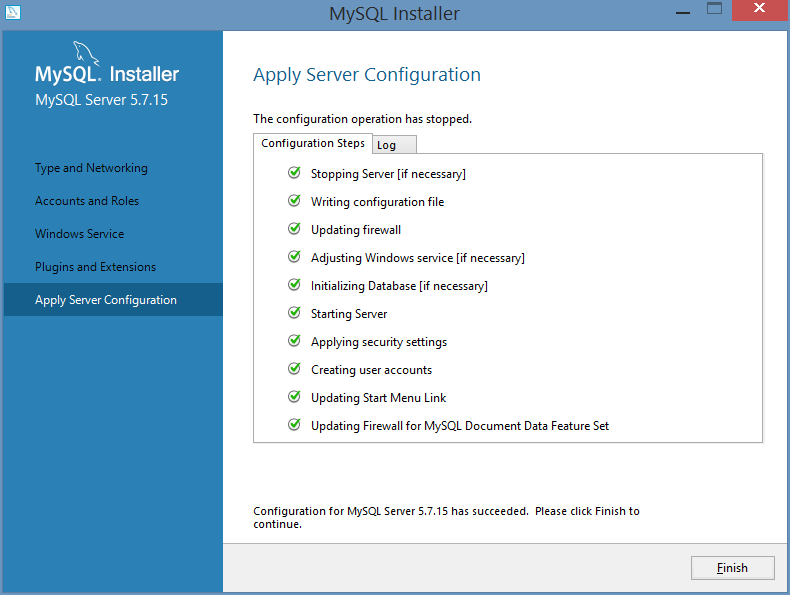 MySQL Installer
MySQL® Installer
MySQL Server 5.7.15
Type and Networking
Accounts and Roles
Windows Service
Plugins and Extensions
Apply Server Configuration
Apply Server Configuration
The configuration operation has stopped.
Configuration Steps Log
Stopping Server [if necessary]
Writing configuration file
Updating firewall
Adjusting Windows service [if necessary]
Initializing Database [if necessary]
Starting Server
Applying security settings
Creating user accounts
Updating Start Menu Link
Updating Firewall for MySQL Document Data Feature Set
Configuration for MySQL Server 5.7.15 has succeeded.  Please click Finish to
continue.
Finish